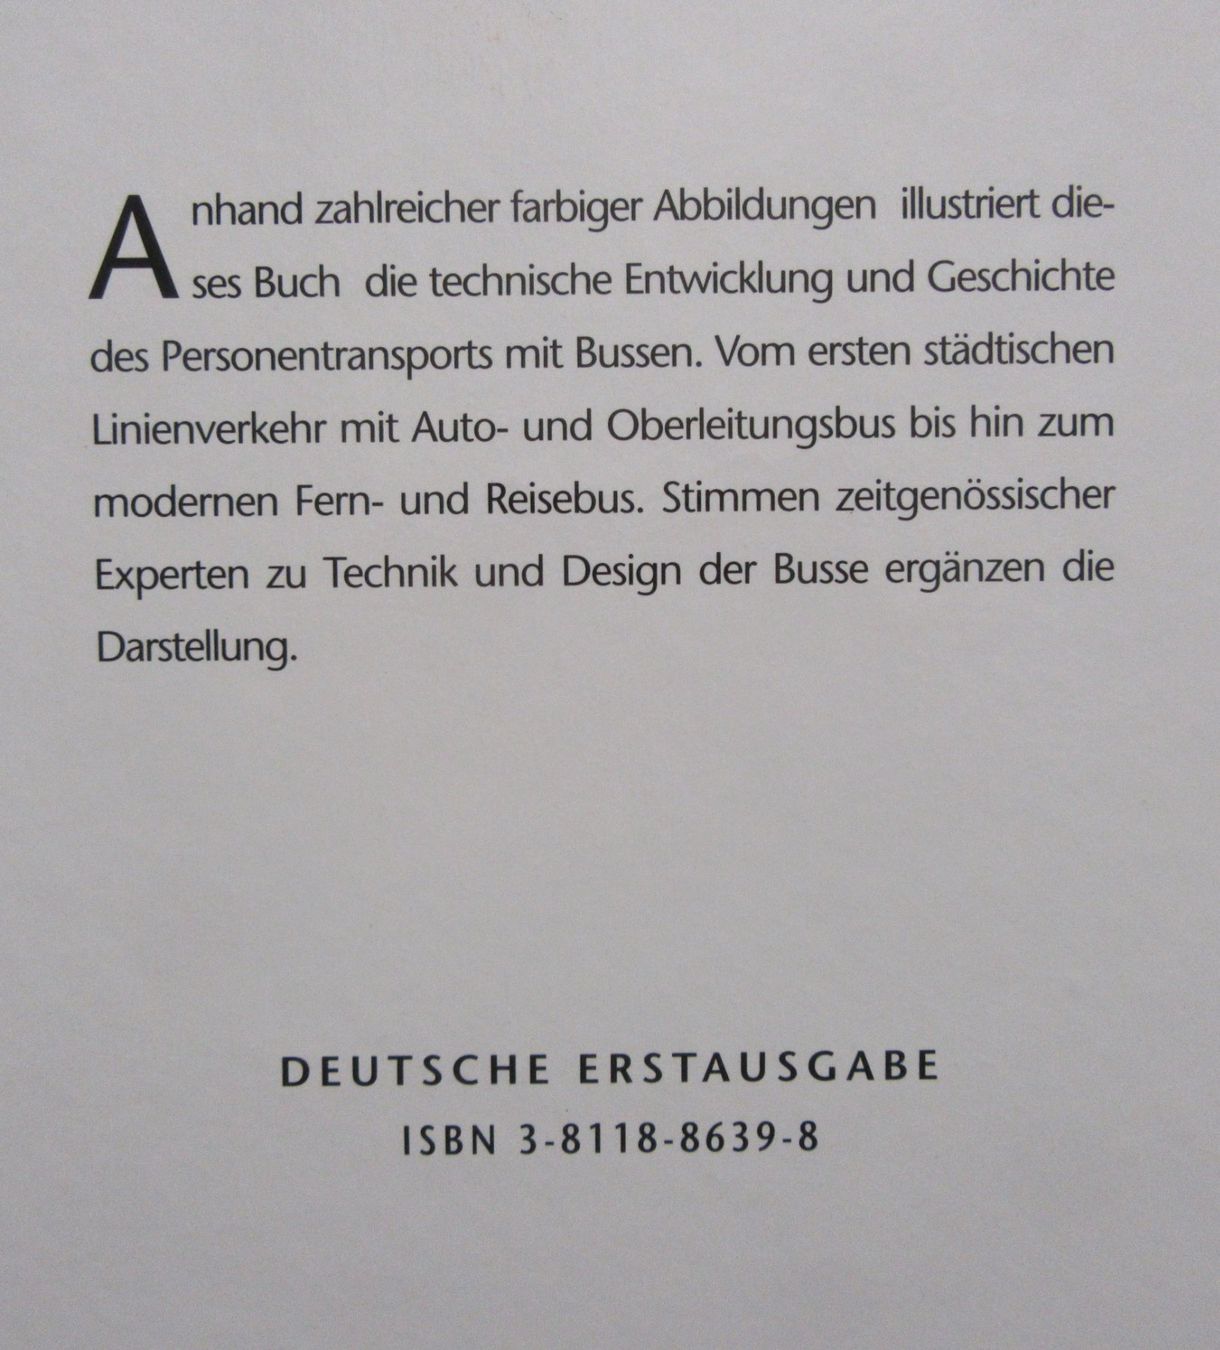 Anhand zahlreicher farbiger Abbildungen illustriert die-
ses Buch die technische Entwicklung und Geschichte
des Personentransports mit Bussen. Vom ersten städtischen
Linienverkehr mit Auto- und Oberleitungsbus bis hin zum
modernen Fern- und Reisebus. Stimmen zeitgenössischer
Experten zu Technik und Design der Busse ergänzen die
Darstellung.
DEUTSCHE ERSTAUSGABE
ISBN 3-8118-8639-8